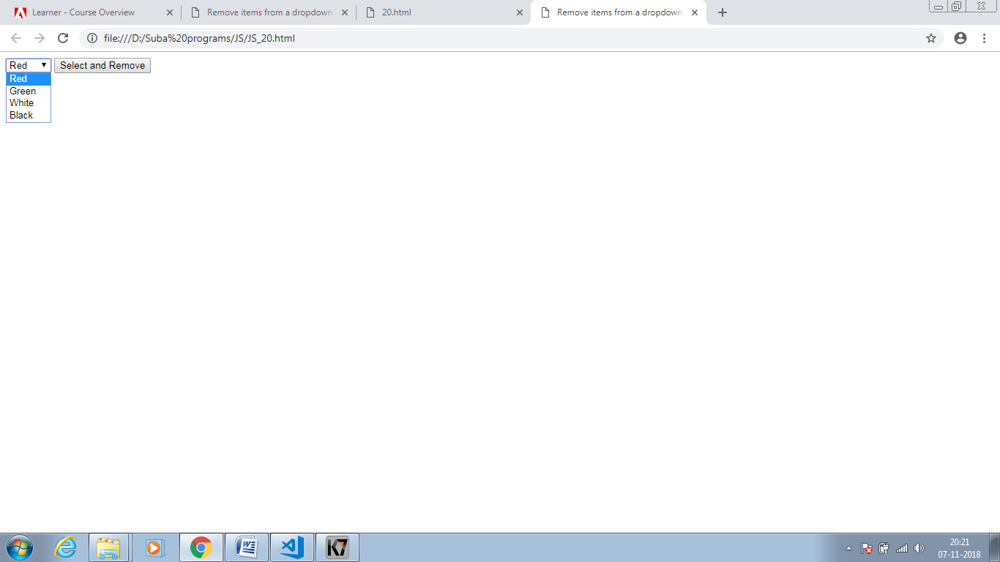 Learner - Course Overview
Remove items from a dropdown
20.html
Remove items from a dropdown
file:///D:/Suba%20programs/JS/JS_20.html
Red
Select and Remove
Red
Green
White
Black
W
K7
20:21
07-11-2018